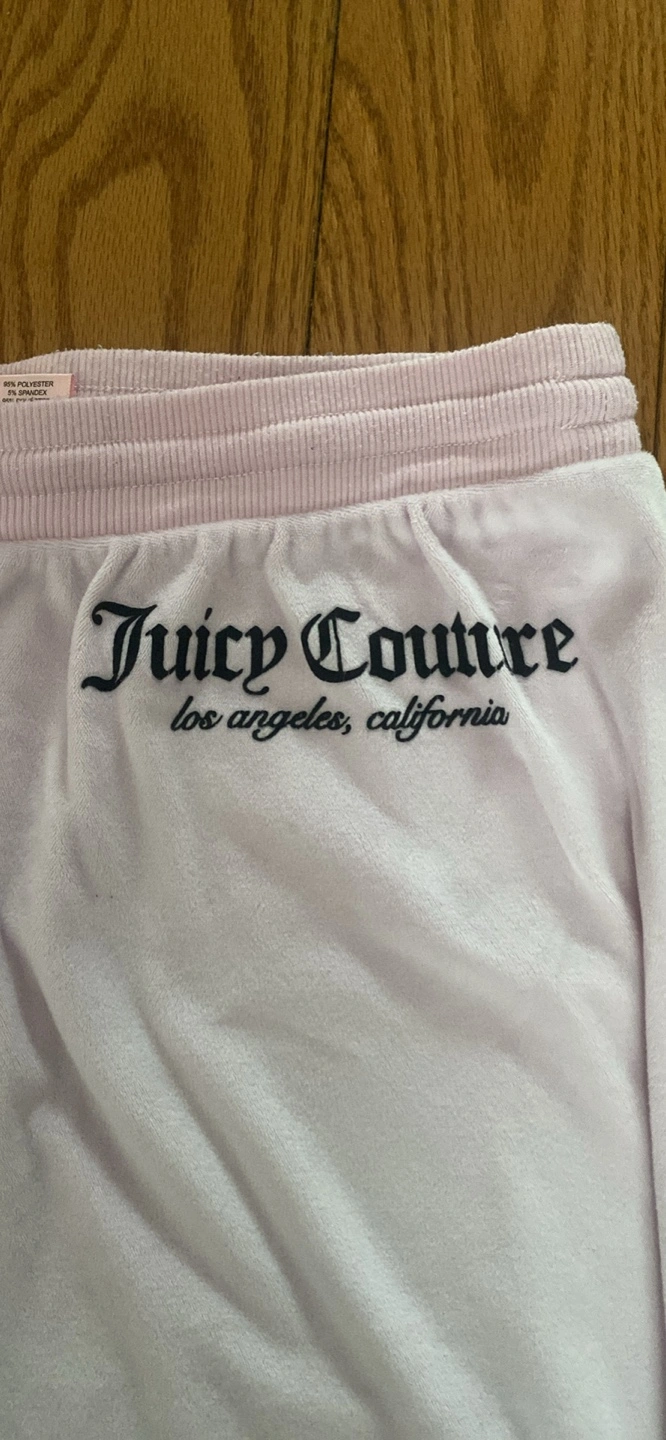 95% POLYESTER
5% SPANDEX
Juicy Couture
los angeles, california